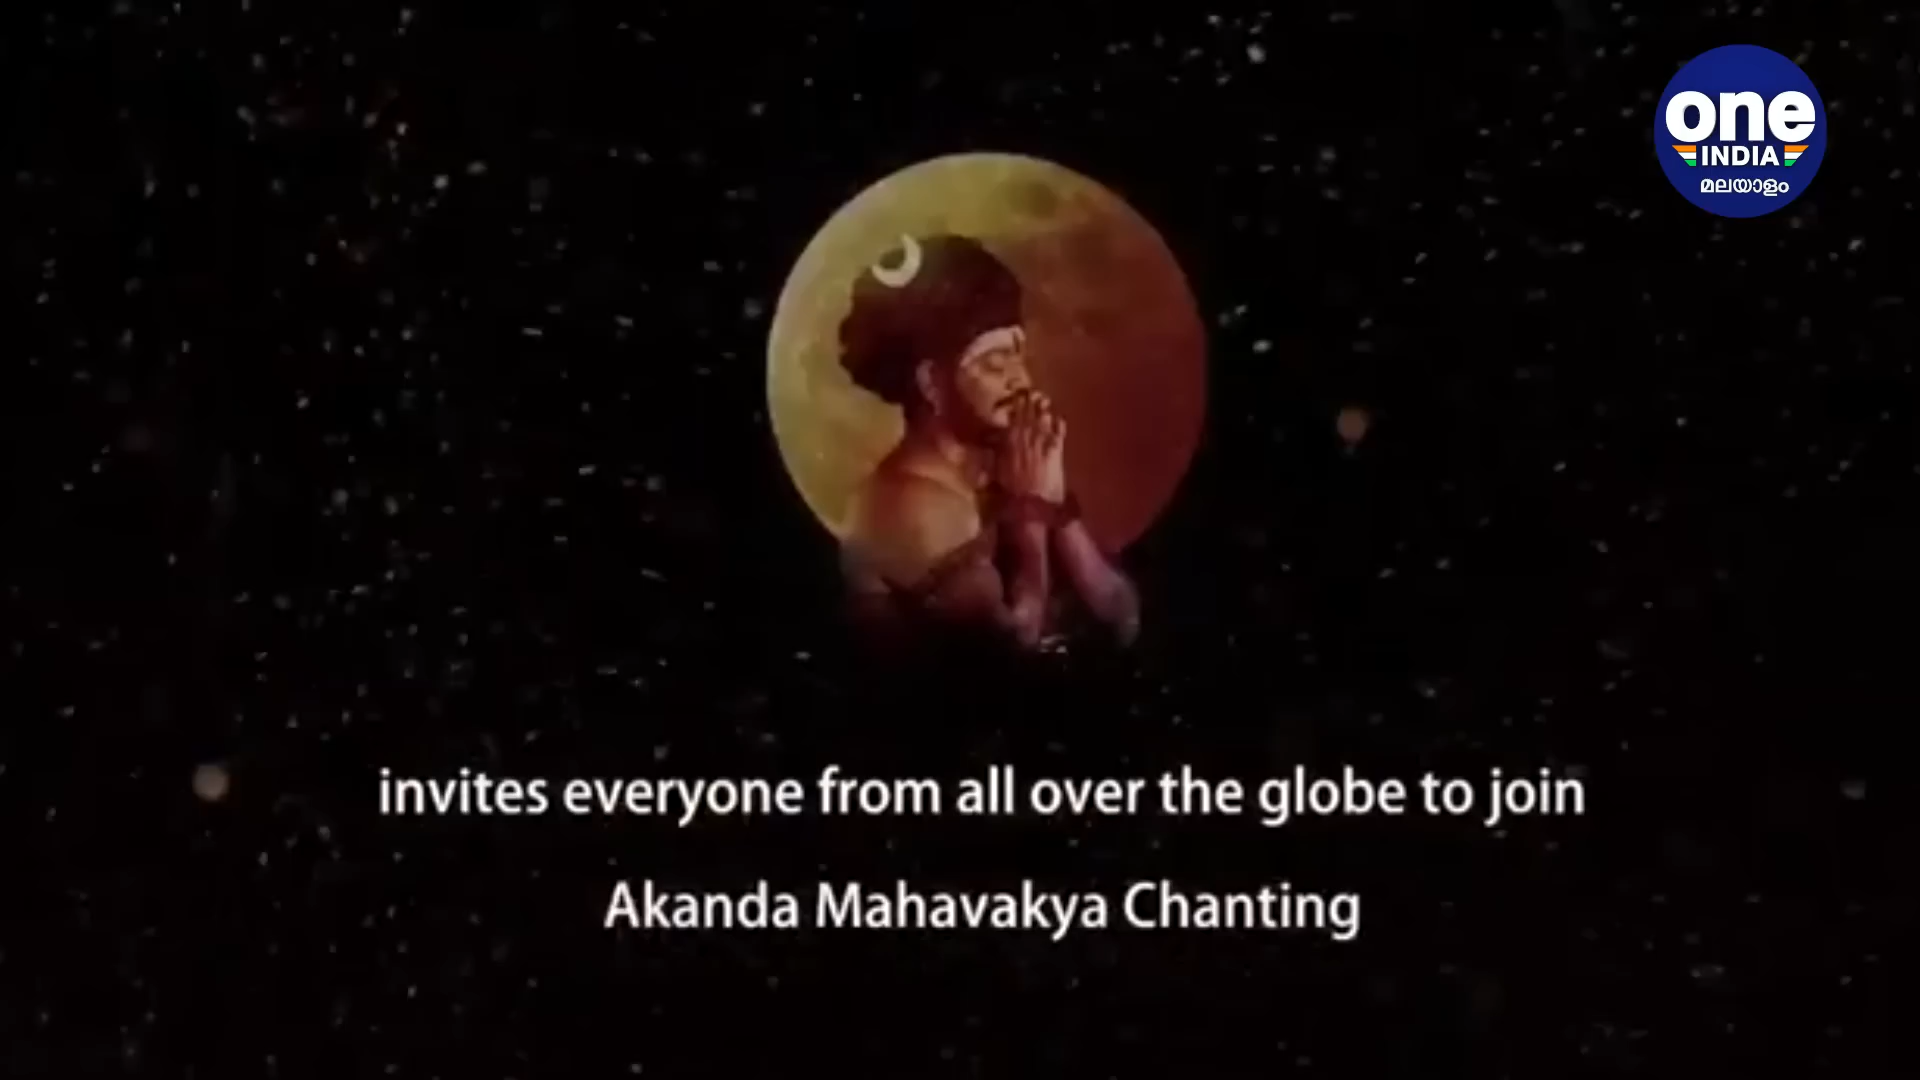 one
INDIA
മലയാളം
invites everyone from all over the globe to join
Akanda Mahavakya Chanting